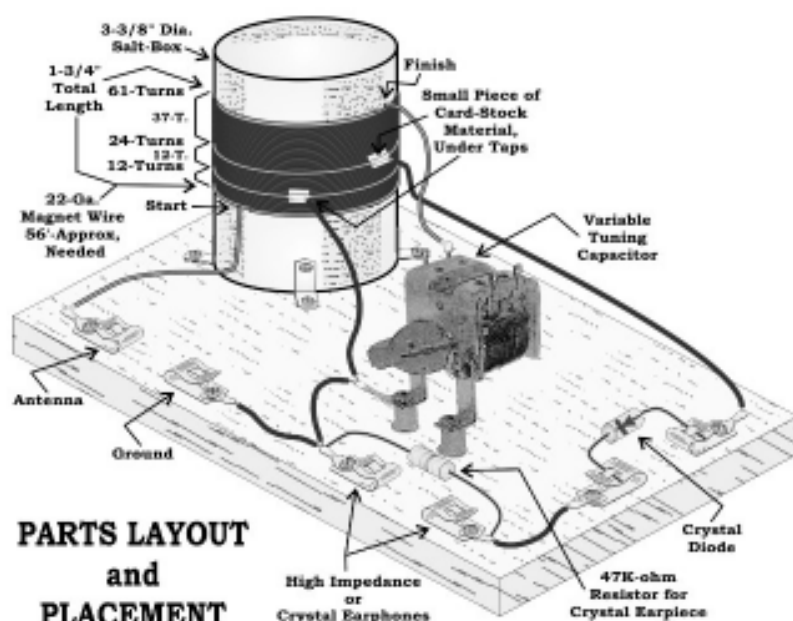 3-3/8" Dia.
Salt-Box
1-3/4"
Total
Length
61-Turns
37-T.
24-Turns
12-T.
12-Turns
22-Ga.
Magnet Wire
56'-Approx,
Needed
Start
Finish
Small Piece of
Card-Stock
Material,
Under Taps
Variable
Tuning
Capacitor
Antenna
Ground
Crystal
Diode
High Impedance
or
Crystal Earphones
47K-ohm
Resistor for
Crystal Earpiece
PARTS LAYOUT
and
PLACEMENT